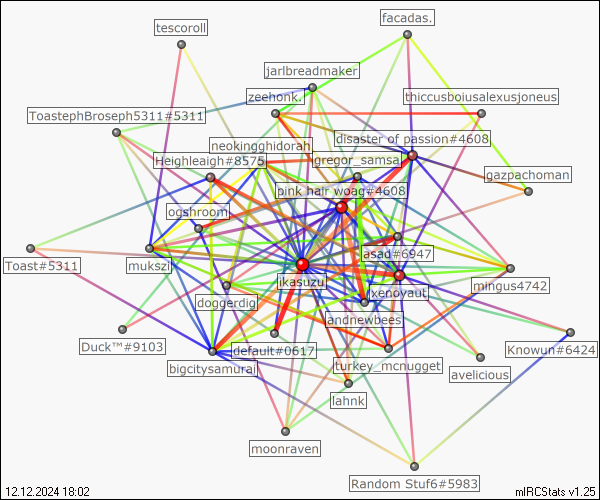 facadas.
tescoroll
jarlbreadmaker
zeehonk.
thiccusboiusalexusjoneus
ToastephBroseph5311#5311
disaster of passion#4608
neokingghidorah
Heighleaigh#8575
gregor_samsa
gazpachoman
pink hair woag#4608
ogshroom
asad#6947
Toast#5311
mukszi
ikasuzu
mingus4742
xenovaut
doggerdig
andnewbees
Duck™#9103
default#0617
Knowun#6424
bigcitysamurai
turkey_mcnugget
avelicious
lahnk
moonraven
Random Stuf6#5983
12.12.2024 18:02
mIRCStats v1.25